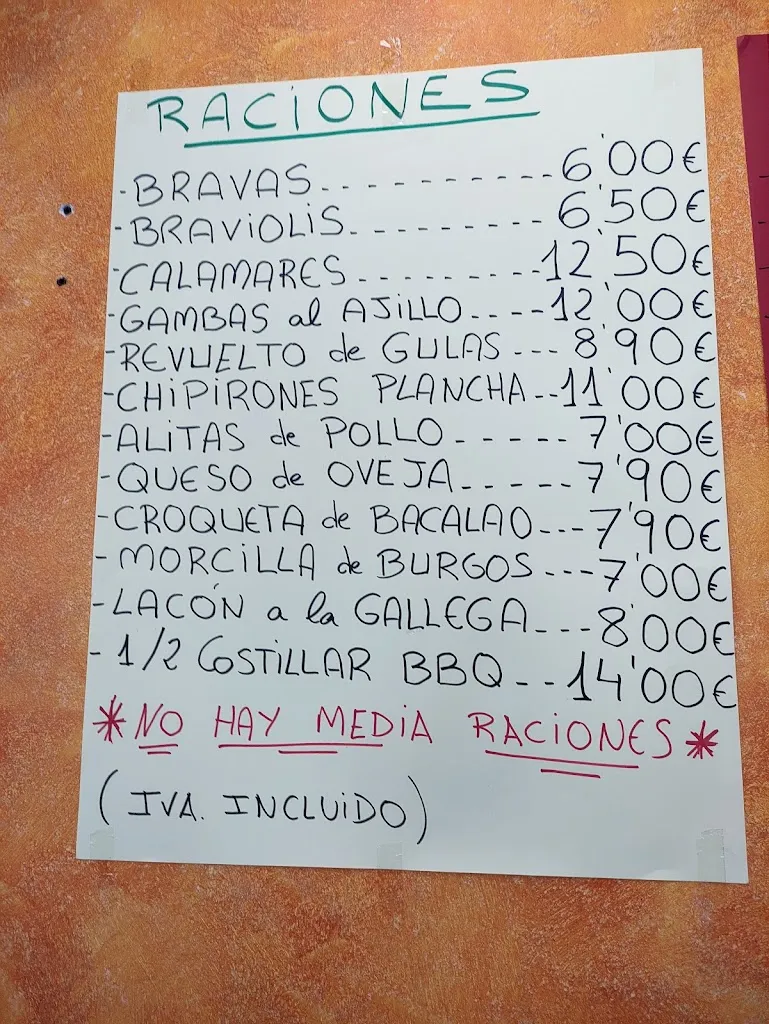 RACIONES
-BRAVAS.----------6'00€
-BRAVIOLIS.--------6'50€
-CALAMARES.--------12'50€
-GAMBAS al AJILLO.---12'00€
-REVUELTO de GULAS---8'90€
-CHIPIRONES PLANCHA--11'00€
-ALITAS de POLLO.-----7'00€
-QUESO de OVEJA.-----7'90€
-CROQUETA de BACALAO---7'90€
-MORCILLA de BURGOS---7'00€
-LACÓN a la GALLEGA.---8'00€
-1/2 COSTILLAR BBQ.--14'00€
*NO HAY MEDIA RACIONES*
(IVA. INCLUIDO)